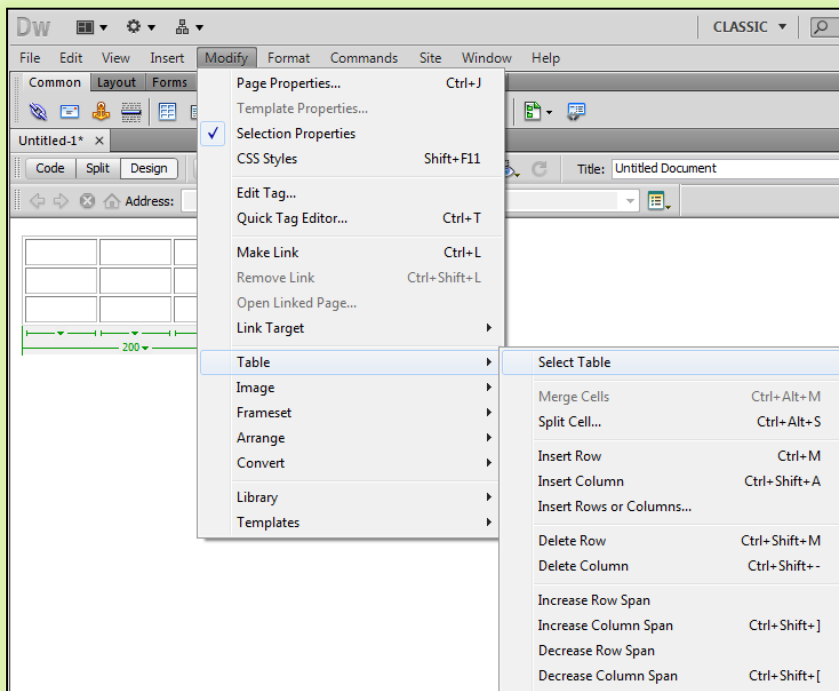 Dw CLASSIC
File Edit View Insert Modify Format Commands Site Window Help
Common Layout Forms
Untitled-1*
Code Split Design Title: Untitled Document
Address:
200
Page Properties... Ctrl+J
Template Properties...
Selection Properties
CSS Styles Shift+F11
Edit Tag...
Quick Tag Editor... Ctrl+T
Make Link Ctrl+L
Remove Link Ctrl+Shift+L
Open Linked Page...
Link Target
Table
Image
Frameset
Arrange
Convert
Library
Templates
Select Table
Merge Cells Ctrl+Alt+M
Split Cell... Ctrl+Alt+S
Insert Row Ctrl+M
Insert Column Ctrl+Shift+A
Insert Rows or Columns...
Delete Row Ctrl+Shift+M
Delete Column Ctrl+Shift+-
Increase Row Span
Increase Column Span Ctrl+Shift+]
Decrease Row Span
Decrease Column Span Ctrl+Shift+[